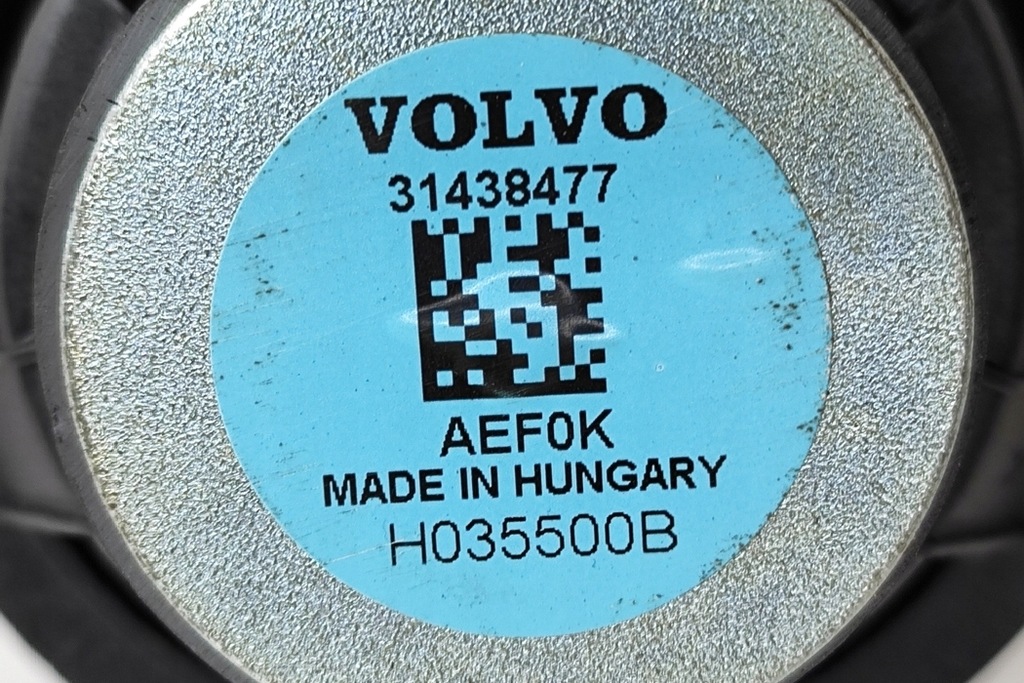 VOLVO
31438477
AEF0K
MADE IN HUNGARY
H035500B